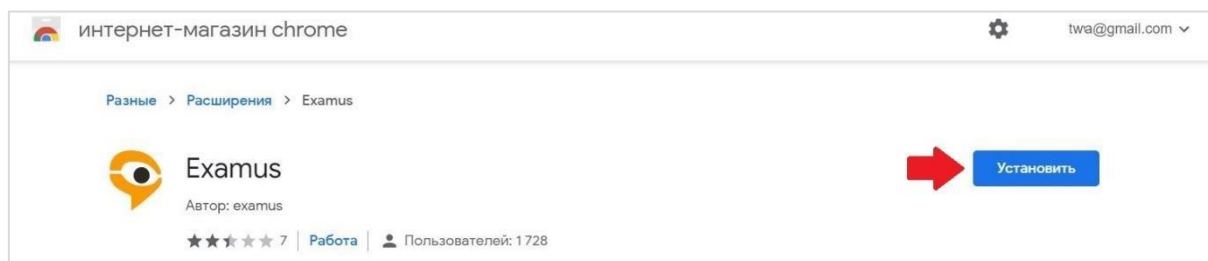 интернет-магазин chrome
twa@gmail.com
Разные > Расширения > Examus
Examus
Установить
Автор: examus
7 | Работа | Пользователей: 1 728